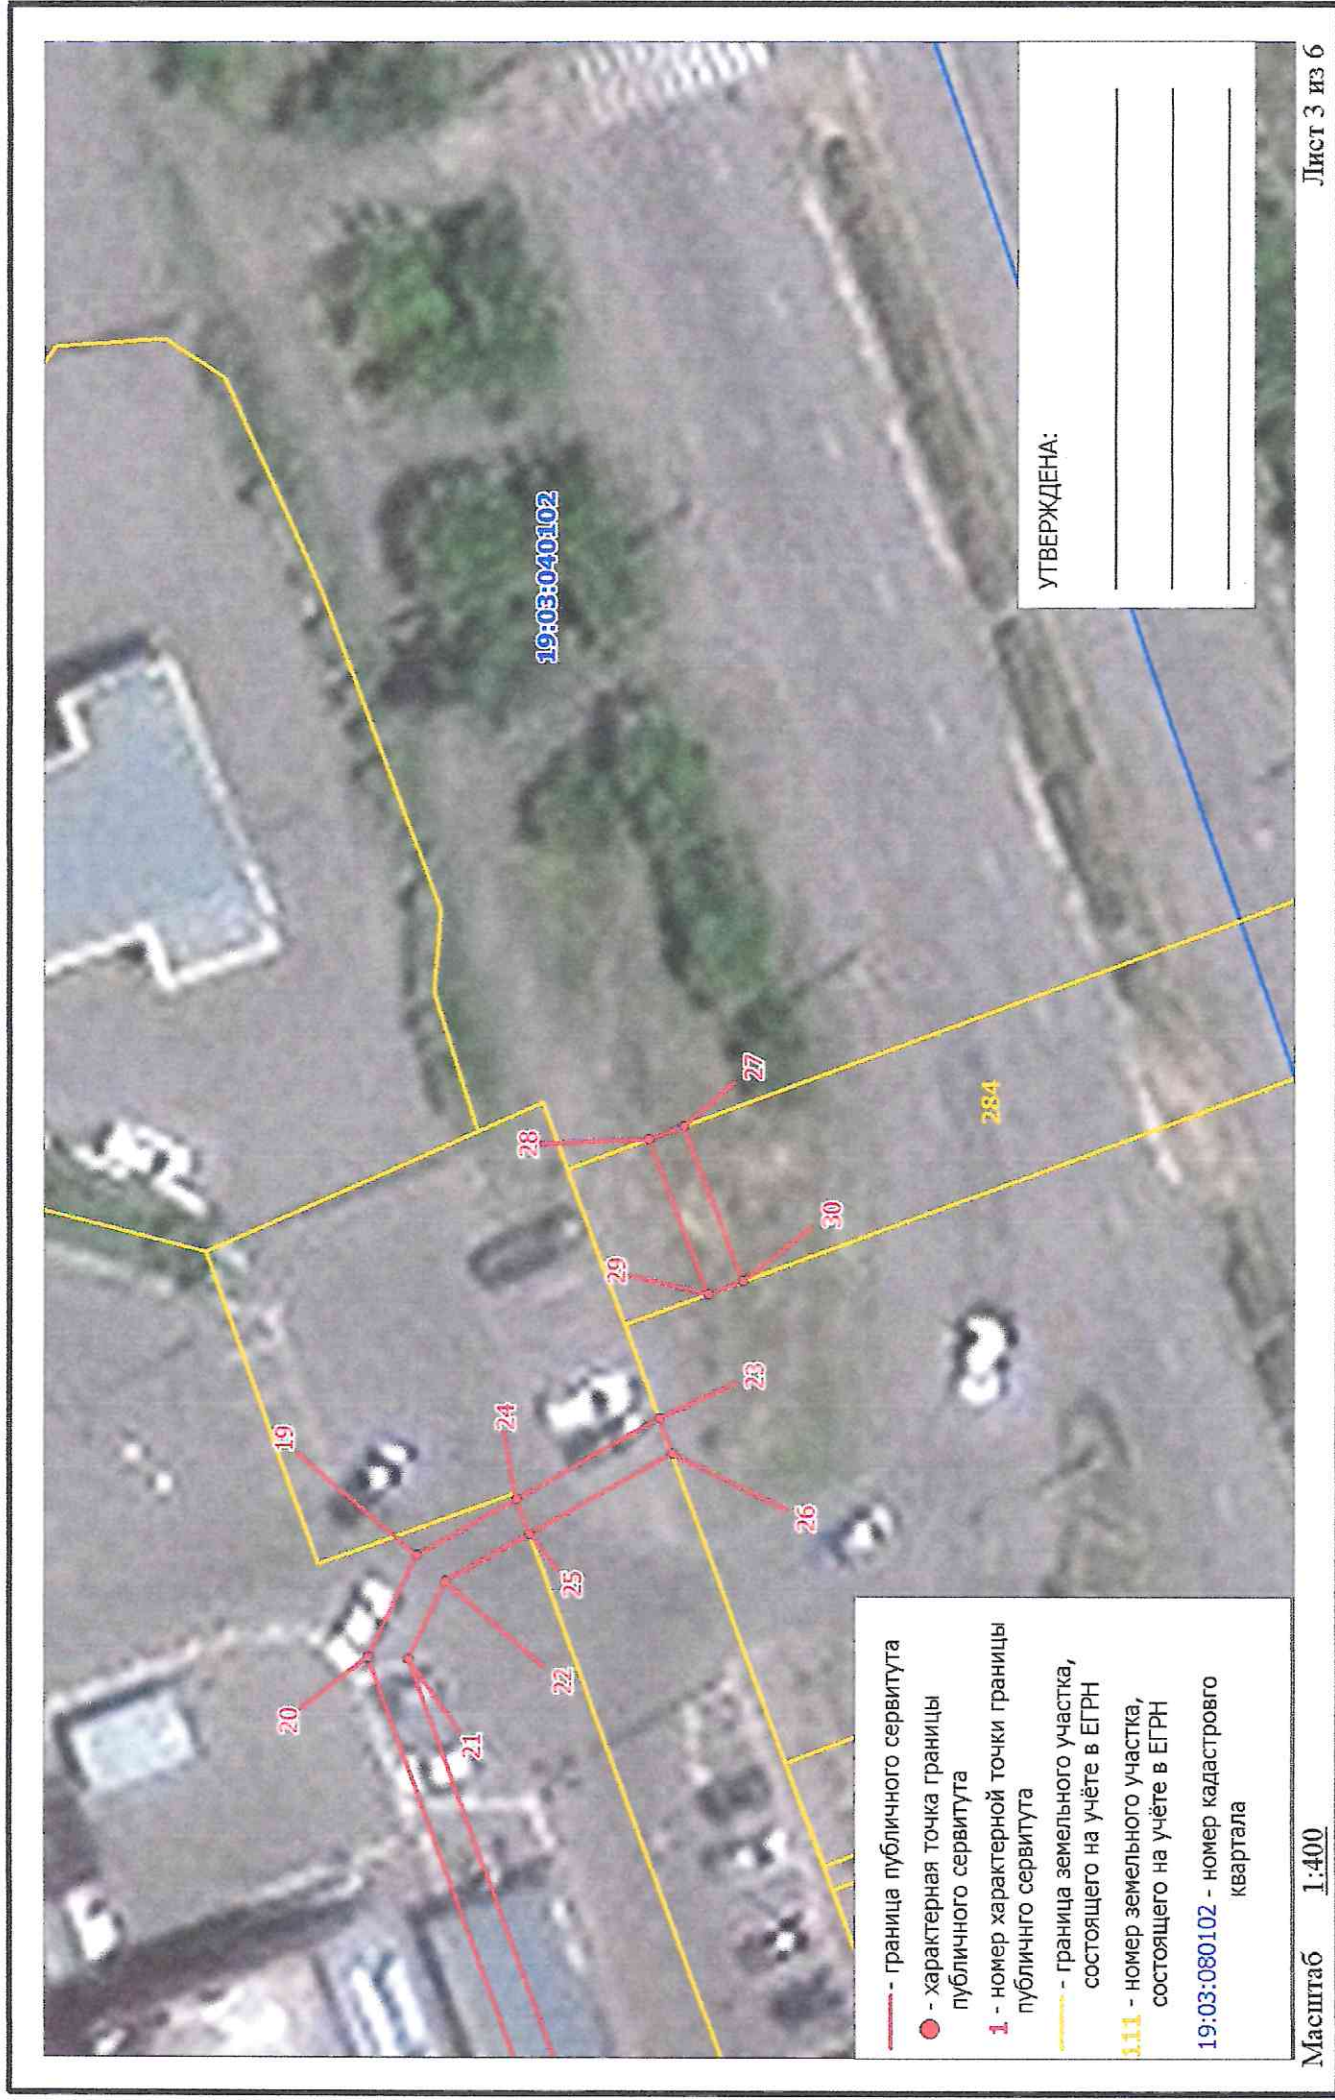 19
20
21
22
23
24
25
26
27
28
29
30
284
19:03:040102
УТВЕРЖДЕНА:
- граница публичного сервитута
- характерная точка границы
публичного сервитута
1 - номер характерной точки границы
публичнго сервитута
- граница земельного участка,
состоящего на учёте в ЕГРН
111 - номер земельного участка,
состоящего на учёте в ЕГРН
19:03:080102 - номер кадастрово
квартала
Масштаб 1:400
Лист 3 из 6